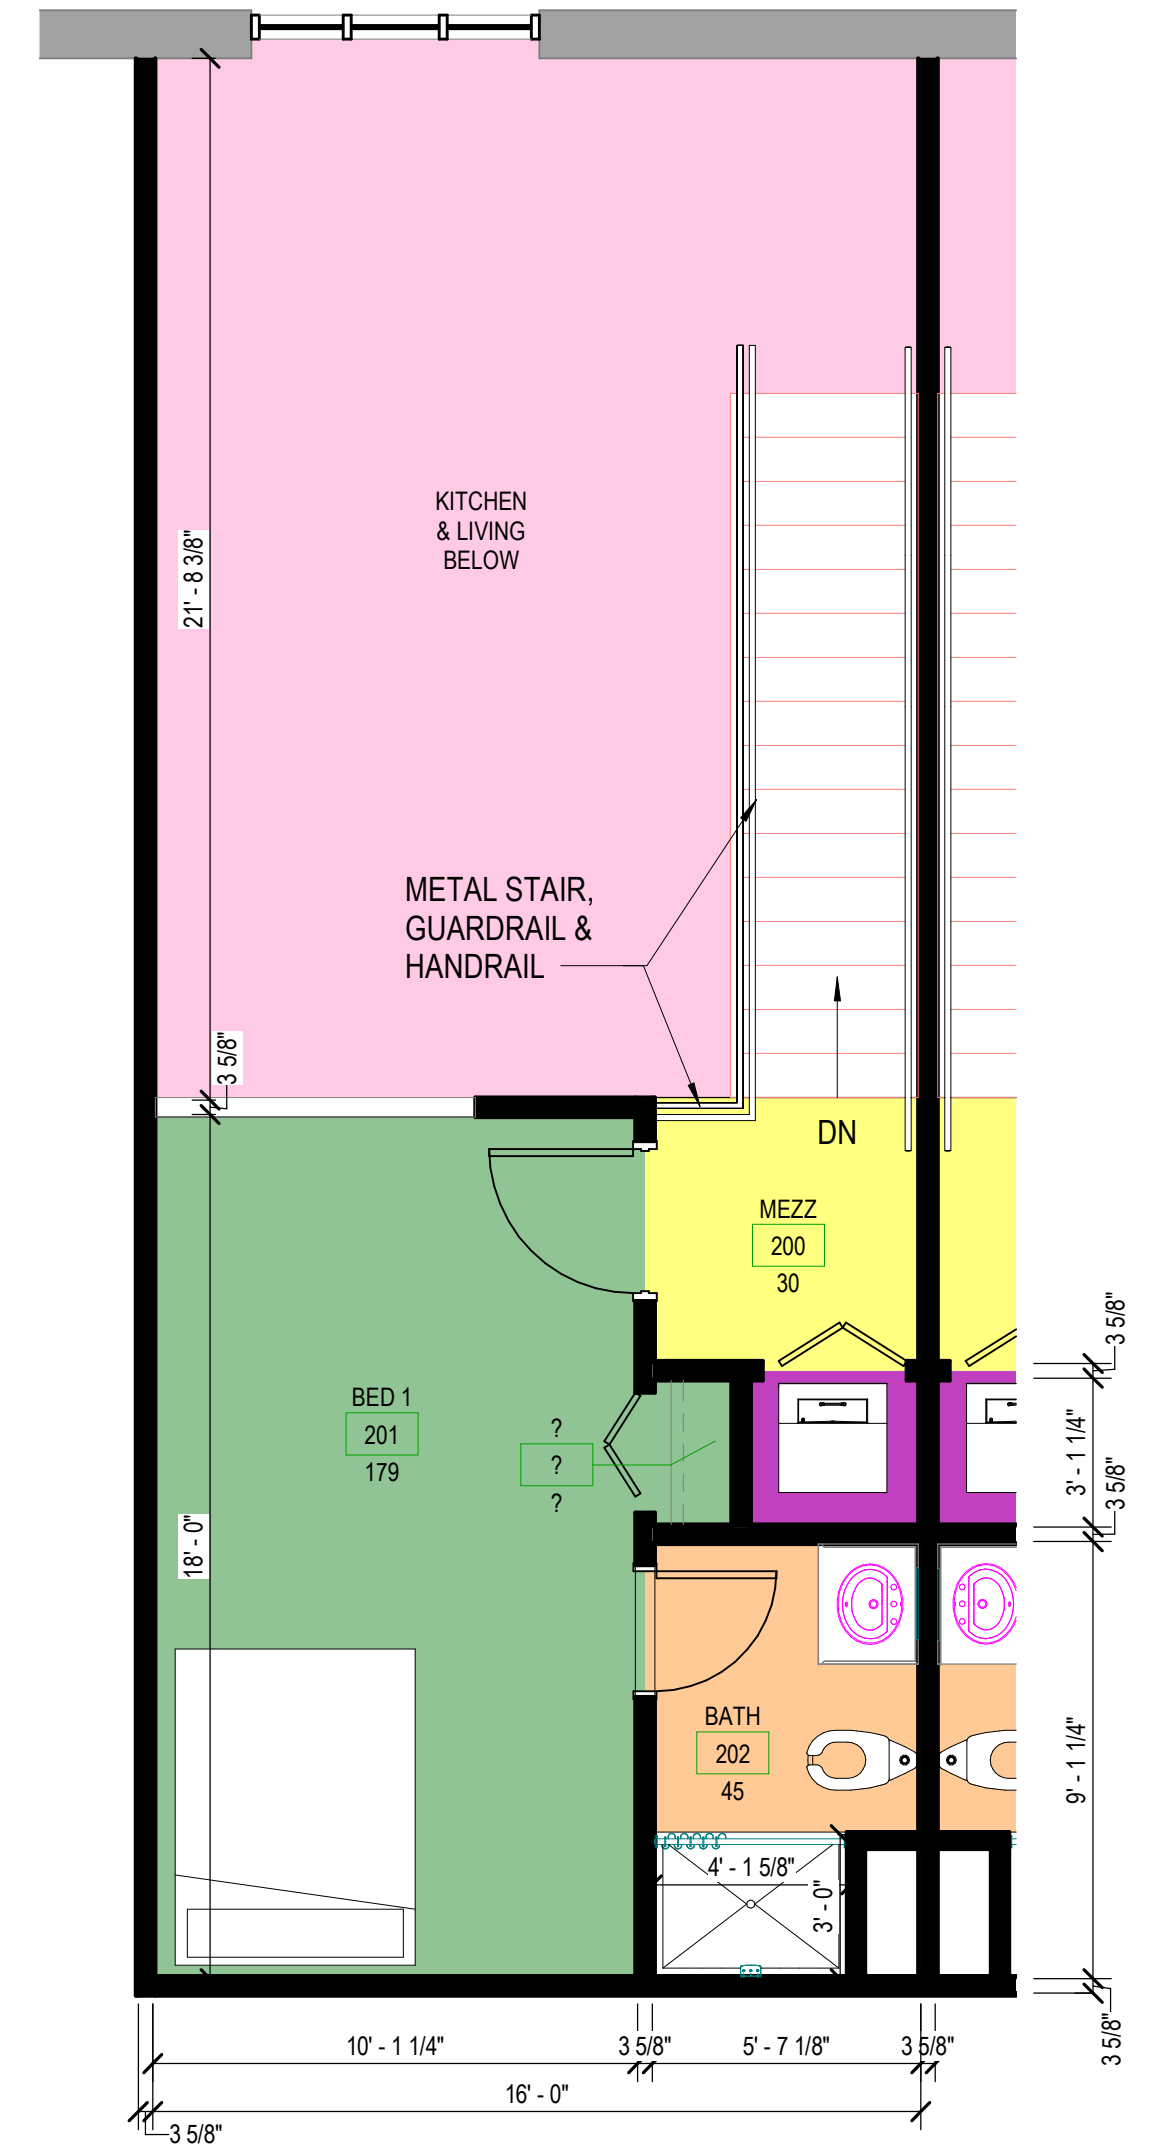 KITCHEN
& LIVING
BELOW
21' - 8 3/8"
METAL STAIR,
GUARDRAIL &
HANDRAIL
3 5/8"
DN
MEZZ
200
30
BED 1
201
179
?
?
?
3 5/8"
3' - 1 1/4"
3 5/8"
18' - 0"
BATH
202
45
9' - 1 1/4"
4' - 1 5/8"
3' - 0"
3 5/8"
10' - 1 1/4"
3 5/8"
5' - 7 1/8"
3 5/8"
16' - 0"
3 5/8"